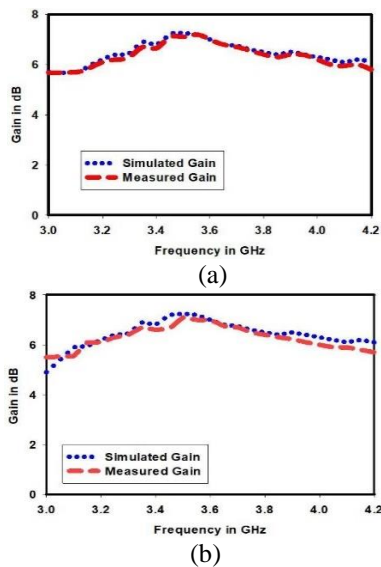 8
6
4
2
0
Gain in dB
Simulated Gain
Measured Gain
3.0 3.2 3.4 3.6 3.8 4.0 4.2
Frequency in GHz
(a)
8
6
4
2
0
Gain in dB
Simulated Gain
Measured Gain
3.0 3.2 3.4 3.6 3.8 4.0 4.2
Frequency in GHz
(b)